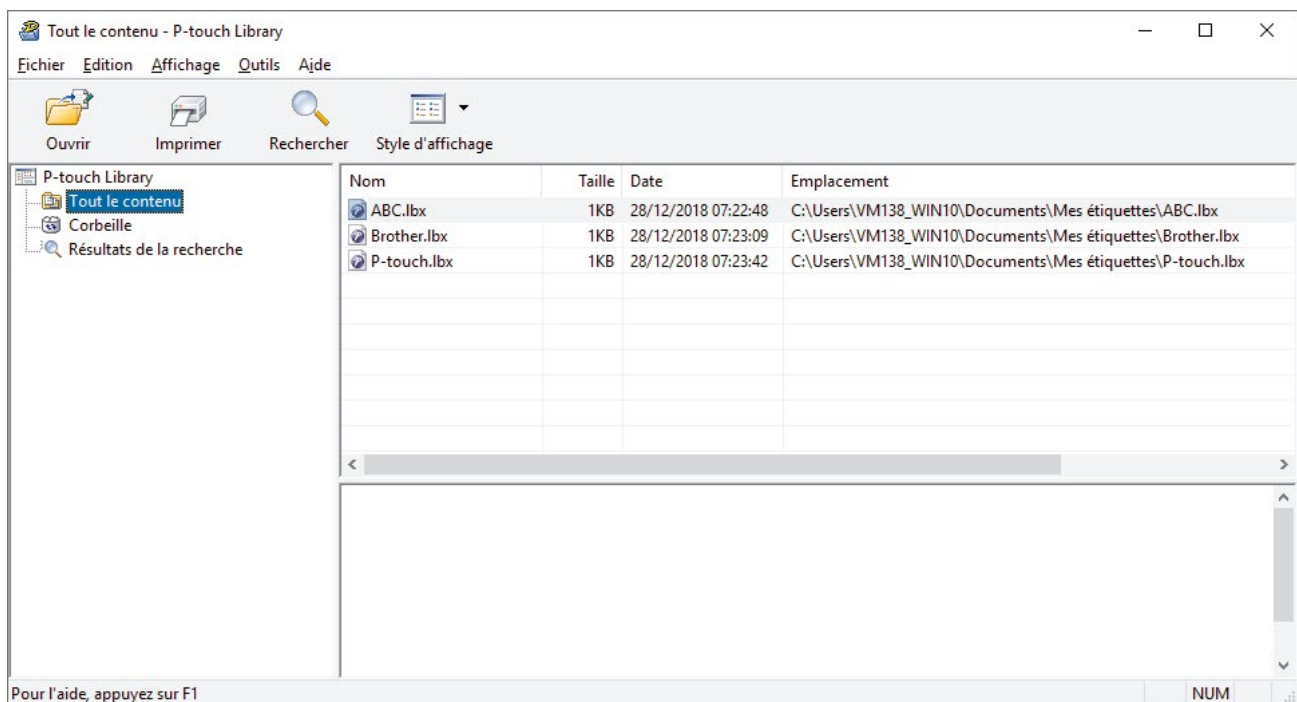 Tout le contenu - P-touch Library
Fichier Edition Affichage Outils Aide
Ouvrir Imprimer Rechercher Style d'affichage
P-touch Library
Tout le contenu
Corbeille
Résultats de la recherche
Nom Taille Date Emplacement
ABC.lbx 1KB 28/12/2018 07:22:48 C:\Users\VM138_WIN10\Documents\Mes étiquettes\ABC.lbx
Brother.lbx 1KB 28/12/2018 07:23:09 C:\Users\VM138_WIN10\Documents\Mes étiquettes\Brother.lbx
P-touch.lbx 1KB 28/12/2018 07:23:42 C:\Users\VM138_WIN10\Documents\Mes étiquettes\P-touch.lbx
Pour l'aide, appuyez sur F1 NUM